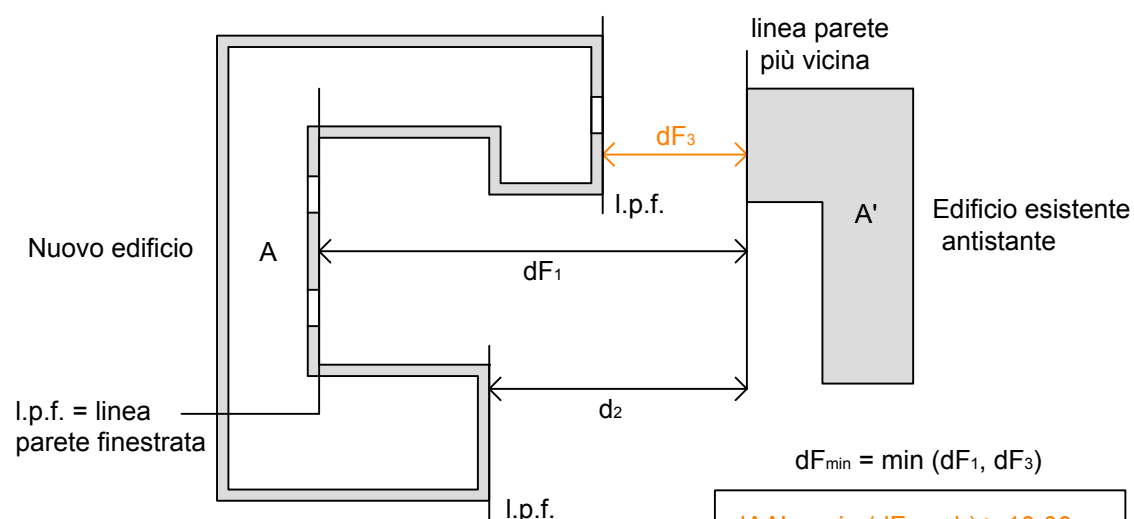 linea parete
più vicina
dF3
l.p.f.
A'
Edificio esistente
antistante
Nuovo edificio
A
dF1
l.p.f. = linea
parete finestrata
d2
dFmin = min (dF1, dF3)
l.p.f.